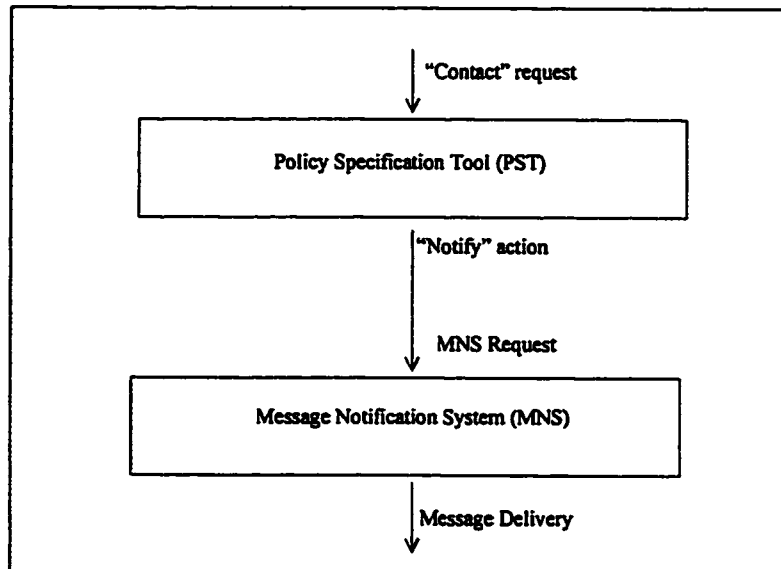 “Contact” request
Policy Specification Tool (PST)
“Notify” action
MNS Request
Message Notification System (MNS)
Message Delivery